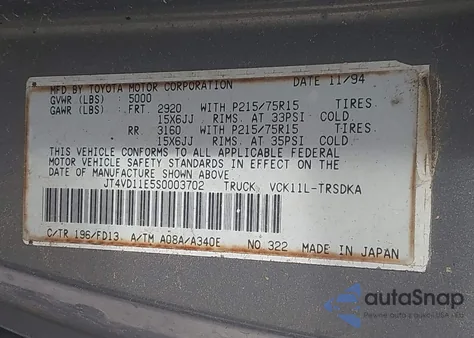 MFD BY TOYOTA MOTOR CORPORATION DATE 11/94
GVWR (LBS) : 5000
GAWR (LBS) : FRT 2920 WITH P215/75R15 TIRES
15X6JJ RIMS AT 33PSI COLD
RR 3160 WITH P215/75R15 TIRES
15X6JJ RIMS AT 35PSI COLD
THIS VEHICLE CONFORMS TO ALL APPLICABLE FEDERAL
MOTOR VEHICLE SAFETY STANDARDS IN EFFECT ON THE
DATE OF MANUFACTURE SHOWN ABOVE
JT4VD11E5S0003702 TRUCK VCK11L-TRSDKA
C/TR 196/FD13 A/TM A08A/A340E NO 322 MADE IN JAPAN
autoSnap